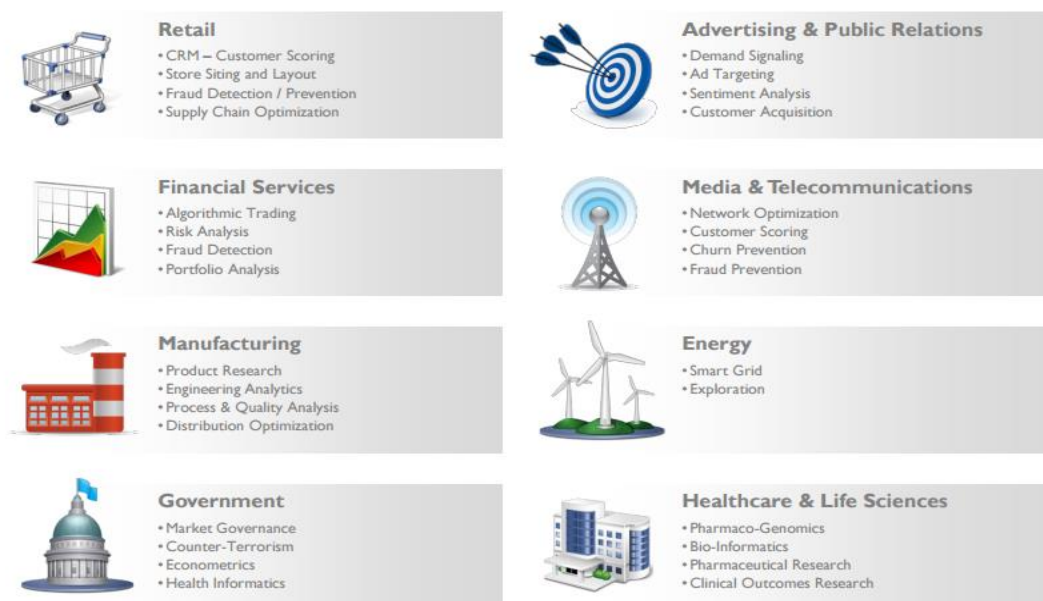 Retail
• CRM – Customer Scoring
• Store Siting and Layout
• Fraud Detection / Prevention
• Supply Chain Optimization
Advertising & Public Relations
• Demand Signaling
• Ad Targeting
• Sentiment Analysis
• Customer Acquisition
Financial Services
• Algorithmic Trading
• Risk Analysis
• Fraud Detection
• Portfolio Analysis
Media & Telecommunications
• Network Optimization
• Customer Scoring
• Churn Prevention
• Fraud Prevention
Manufacturing
• Product Research
• Engineering Analytics
• Process & Quality Analysis
• Distribution Optimization
Energy
• Smart Grid
• Exploration
Government
• Market Governance
• Counter-Terrorism
• Econometrics
• Health Informatics
Healthcare & Life Sciences
• Pharmaco-Genomics
• Bio-Informatics
• Pharmaceutical Research
• Clinical Outcomes Research